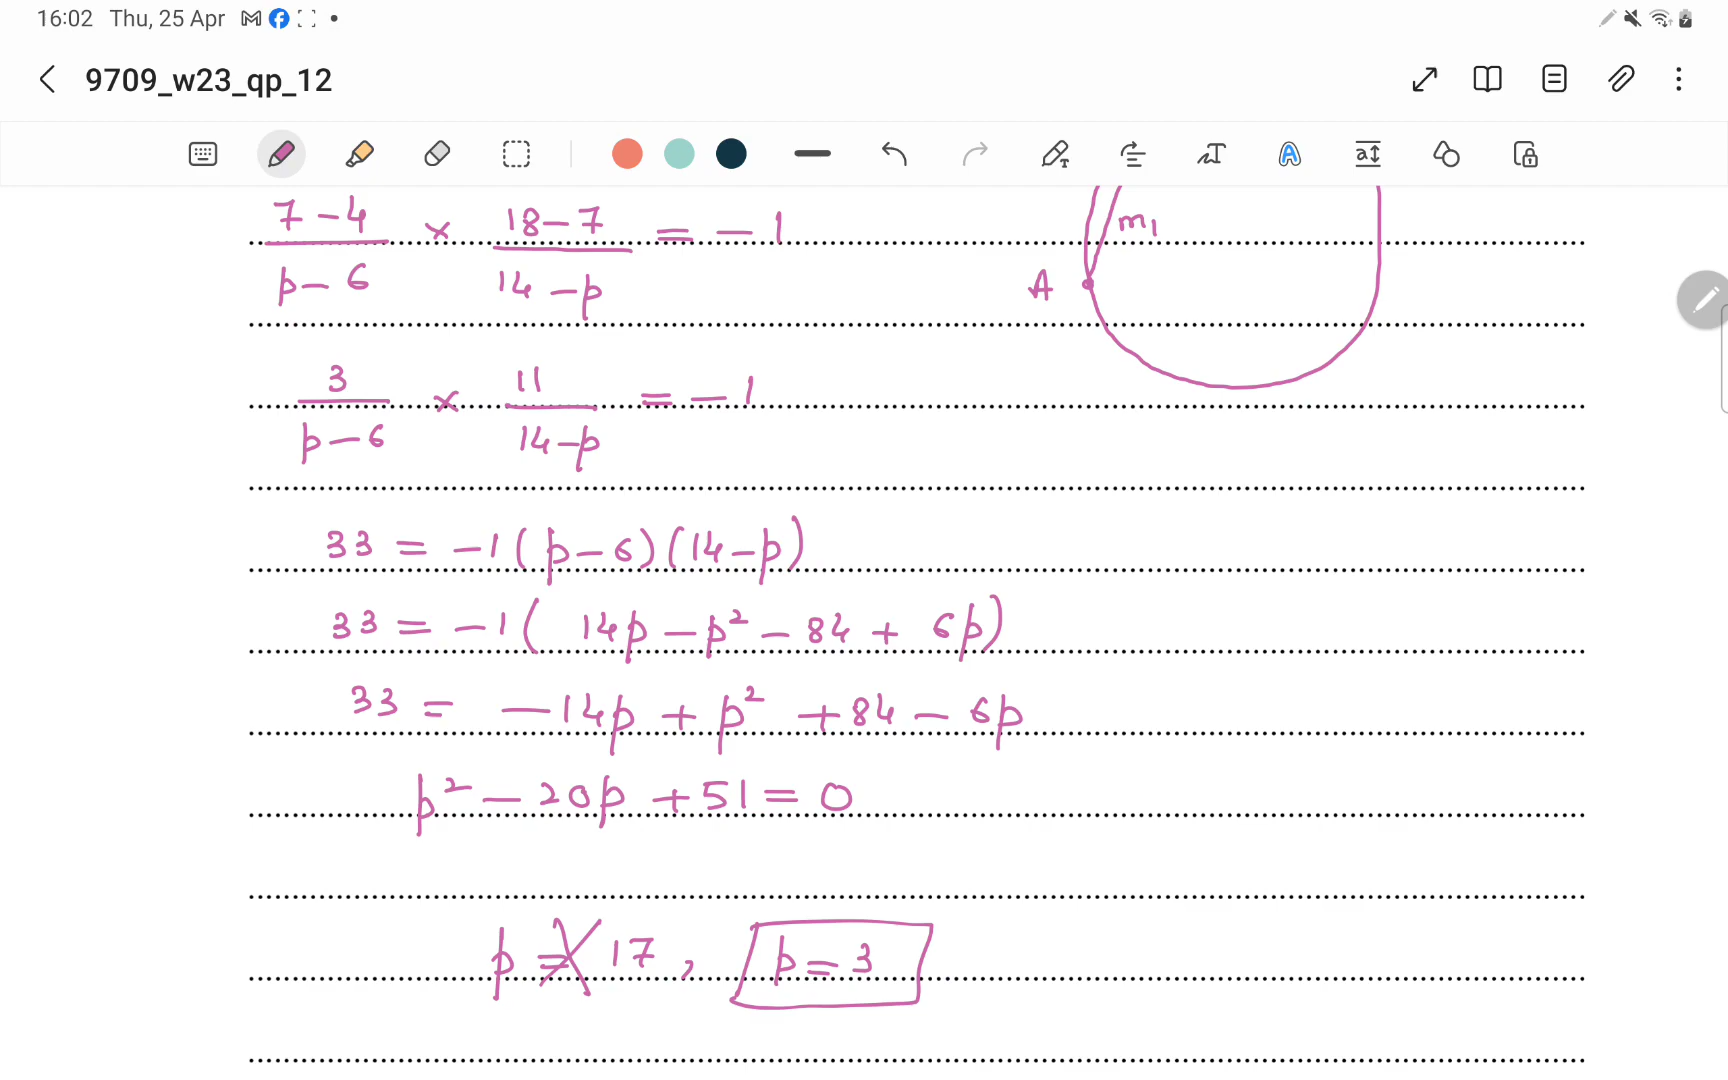 16:02 Thu, 25 Apr
9709_w23_qp_12
7 - 4 / p - 6 × 18 - 7 / 14 - p = - 1
m1
A
3 / p - 6 × 11 / 14 - p = - 1
33 = -1 ( p - 6 ) ( 14 - p )
33 = -1 ( 14p - p² - 84 + 6p )
33 = - 14p + p² + 84 - 6p
p² - 20p + 51 = 0
p = 17 , p = 3